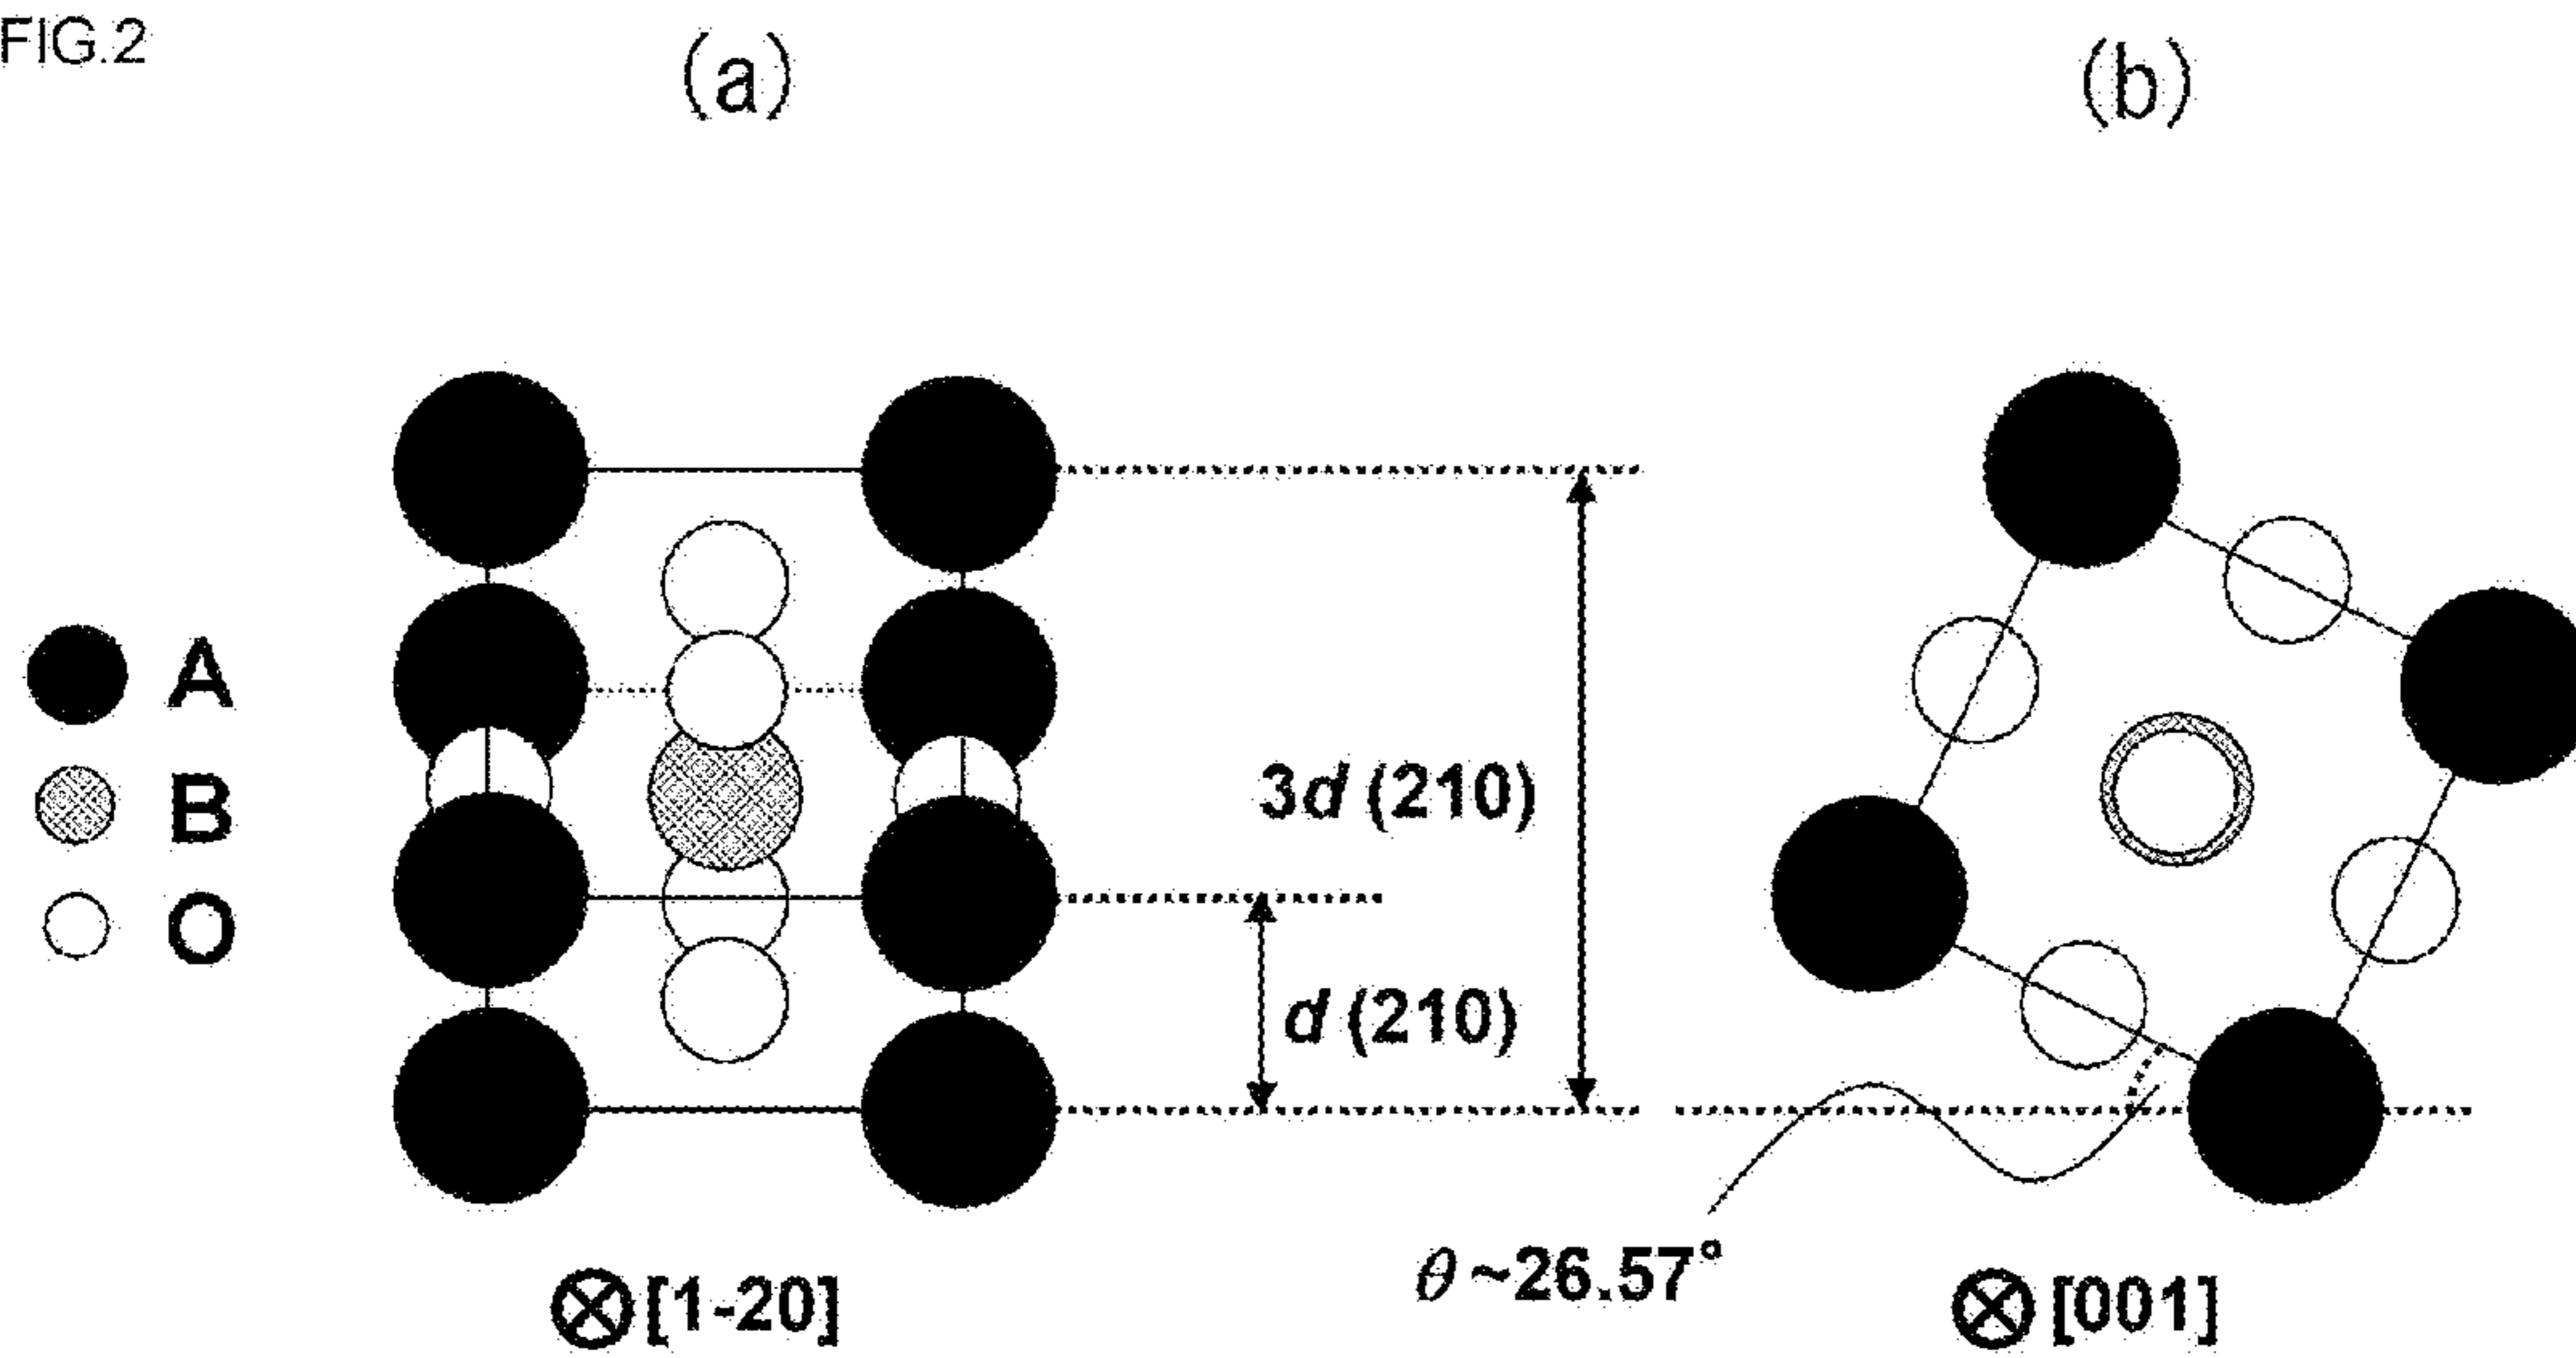 FIG.2
(a)
(b)
A
B
O
3d (210)
d (210)
θ ~26.57°
⊗[1-20]
⊗[001]